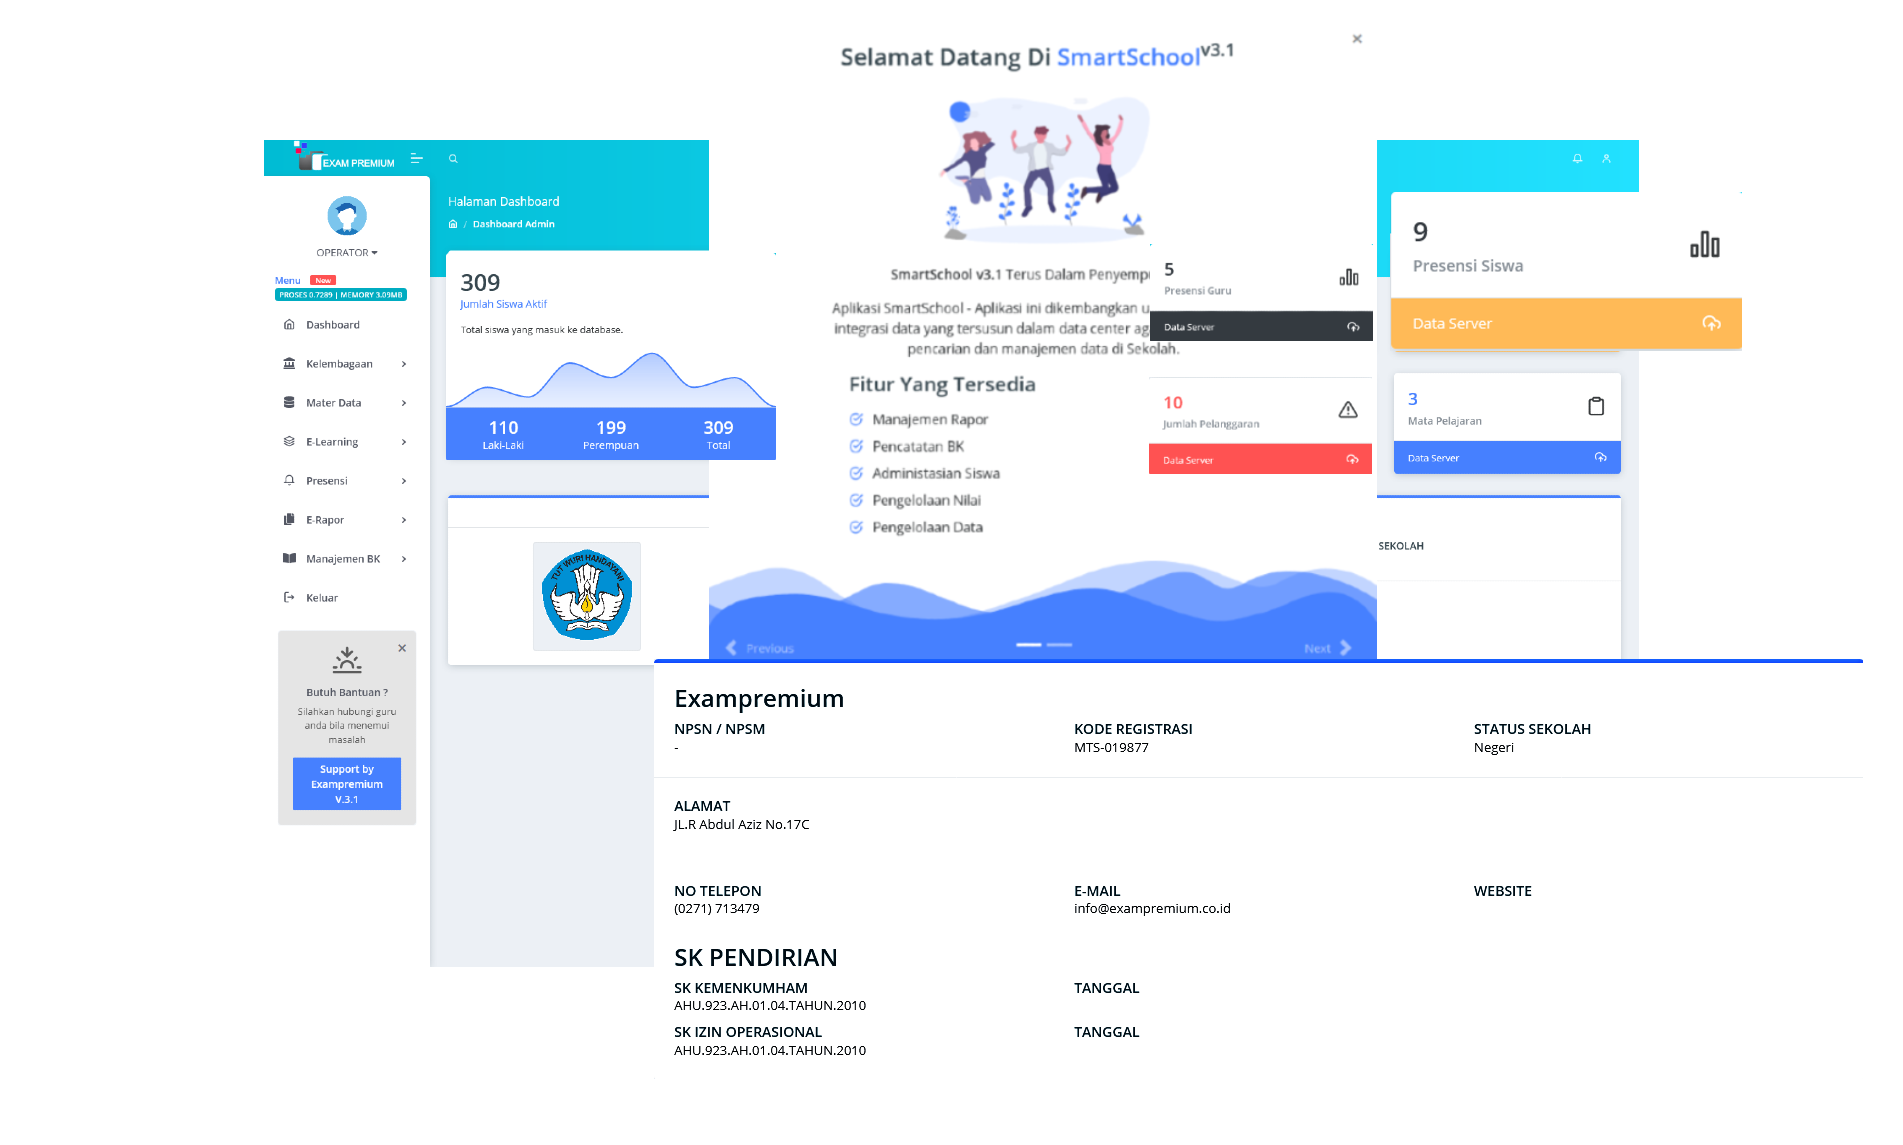 Selamat Datang Di SmartSchoolv3.1
EXAM PREMIUM
Halaman Dashboard
/ Dashboard Admin
OPERATOR
Menu New
PROSES 0.7289 | MEMORY 3.09MB
Dashboard
Kelembagaan
Mater Data
E-Learning
Presensi
E-Rapor
Manajemen BK
Keluar
Butuh Bantuan ?
Silahkan hubungi guru
anda bila menemui
masalah
Support by
Exampremium
V.3.1
309
Jumlah Siswa Aktif
Total siswa yang masuk ke database.
110 199 309
Laki-Laki Perempuan Total
TUT WURI HANDAYANI
SmartSchool v3.1 Terus Dalam
Aplikasi SmartSchool - Aplikasi ini dikembangkan
integrasi data yang tersusun dalam data center
pencarian dan manajemen data di Sekolah.
Fitur Yang Tersedia
Manajemen Rapor
Pencatatan BK
Administasian Siswa
Pengelolaan Nilai
Pengelolaan Data
Previous
Next
5
Presensi Guru
Data Server
10
Jumlah Pelanggaran
Data Server
9
Presensi Siswa
Data Server
3
Mata Pelajaran
Data Server
SEKOLAH
Exampremium
NPSN / NPSM KODE REGISTRASI STATUS SEKOLAH
- MTS-019877 Negeri
ALAMAT
JL.R Abdul Aziz No.17C
NO TELEPON E-MAIL WEBSITE
(0271) 713479 info@exampremium.co.id
SK PENDIRIAN
SK KEMENKUMHAM TANGGAL
AHU.923.AH.01.04.TAHUN.2010
SK IZIN OPERASIONAL TANGGAL
AHU.923.AH.01.04.TAHUN.2010